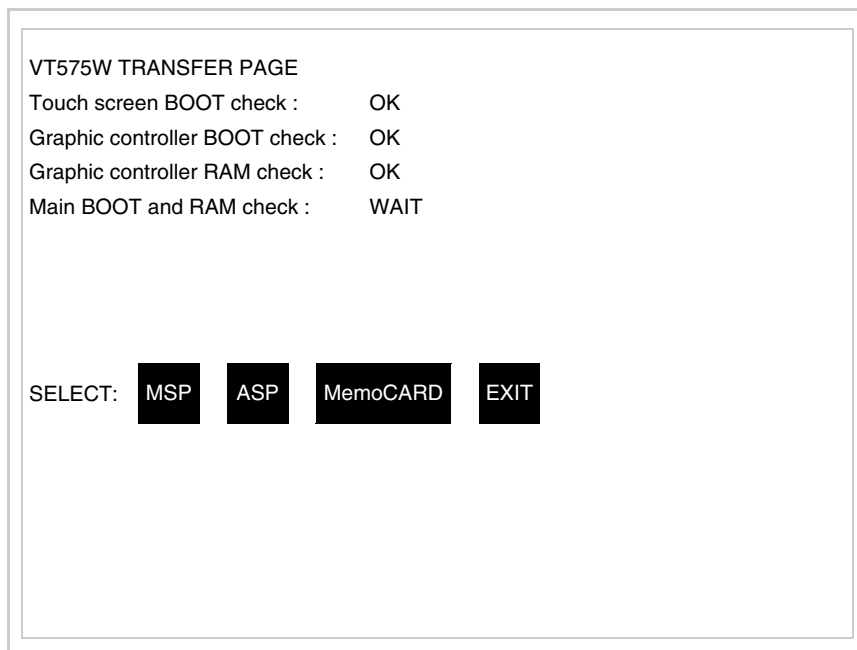 VT575W TRANSFER PAGE
Touch screen BOOT check : OK
Graphic controller BOOT check : OK
Graphic controller RAM check : OK
Main BOOT and RAM check : WAIT
SELECT: MSP ASP MemoCARD EXIT